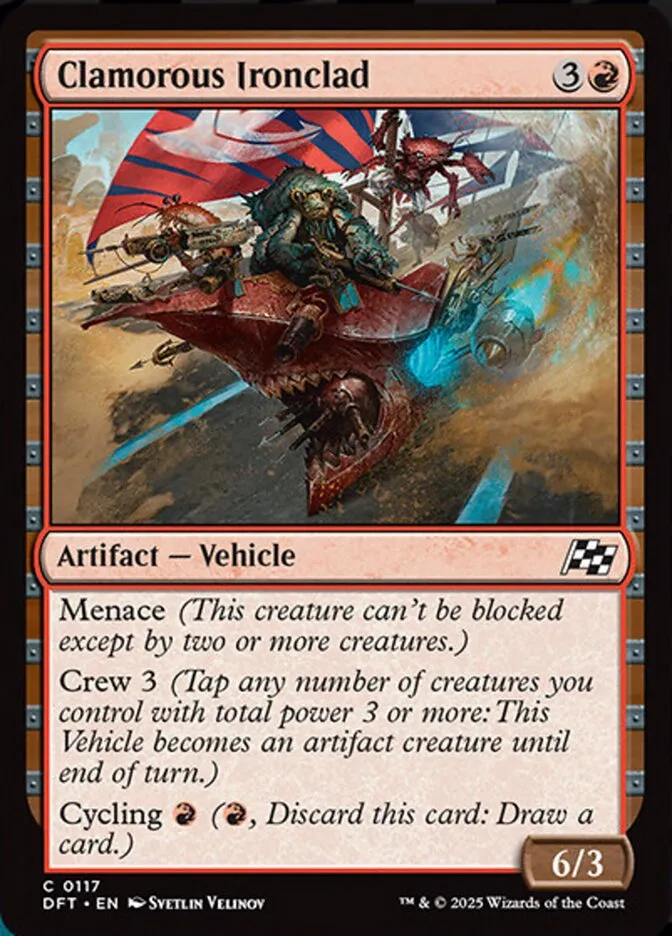 Clamorous Ironclad 3
Artifact — Vehicle
Menace (This creature can't be blocked
except by two or more creatures.)
Crew 3 (Tap any number of creatures you
control with total power 3 or more: This
Vehicle becomes an artifact creature until
end of turn.)
Cycling (, Discard this card: Draw a
card.)
6/3
C 0117
DFT • EN Svetlin Velinov
™ & © 2025 Wizards of the Coast